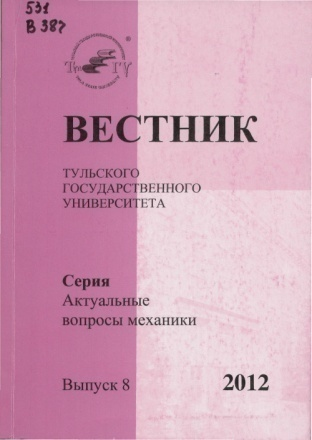 531
В 387
®
ВЕСТНИК
ТУЛЬСКОГО
ГОСУДАРСТВЕННОГО
УНИВЕРСИТЕТА
Серия
Актуальные
вопросы механики
Выпуск 8 2012